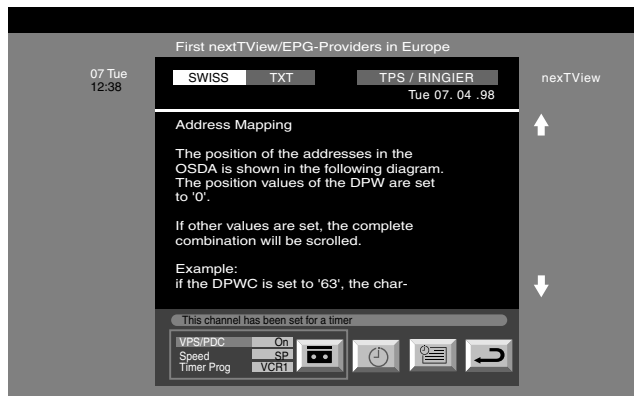 First nextTView/EPG-Providers in Europe
07 Tue
12:38
SWISS TXT TPS / RINGIER
nexTView
Tue 07. 04 .98
Address Mapping
The position of the addresses in the
OSDA is shown in the following diagram.
The position values of the DPW are set
to '0'.
If other values are set, the complete
combination will be scrolled.
Example:
if the DPWC is set to '63', the char-
This channel has been set for a timer
VPS/PDC On
Speed SP
Timer Prog VCR1